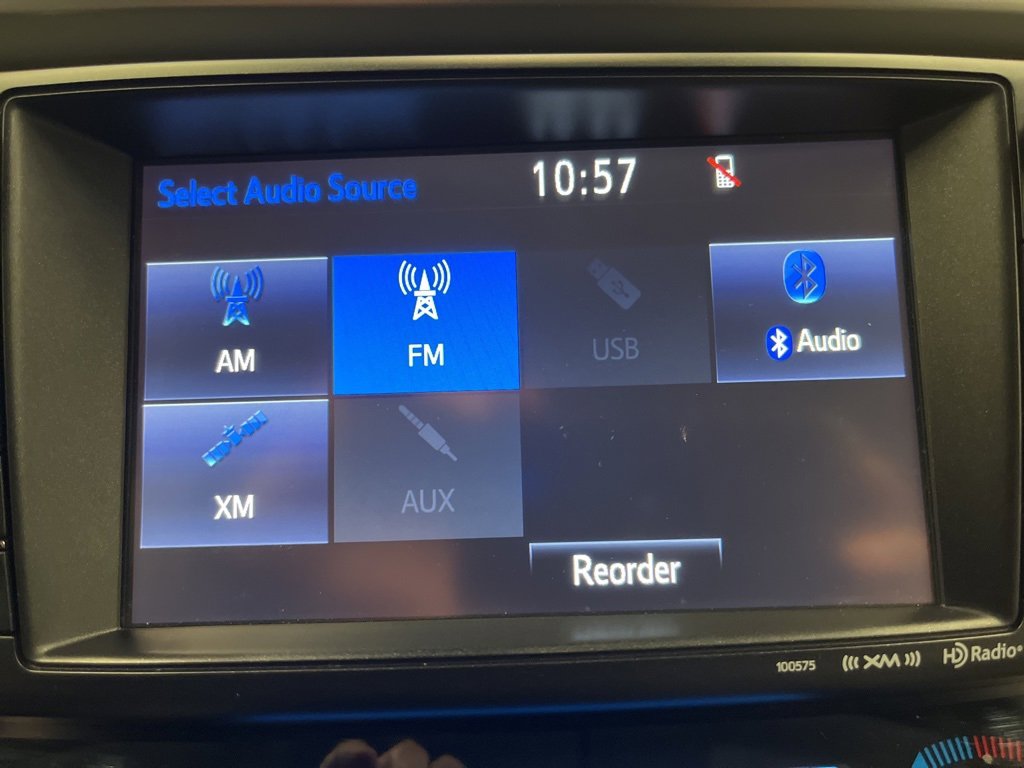 Select Audio Source
10:57
AM
FM
USB
Audio
XM
AUX
Reorder
100575
XM
HD Radio